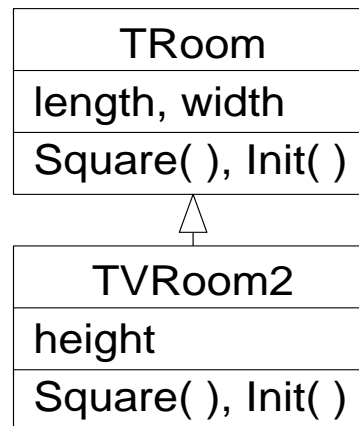 TRoom
length, width
Square( ), Init( )
TVRoom2
height
Square( ), Init( )